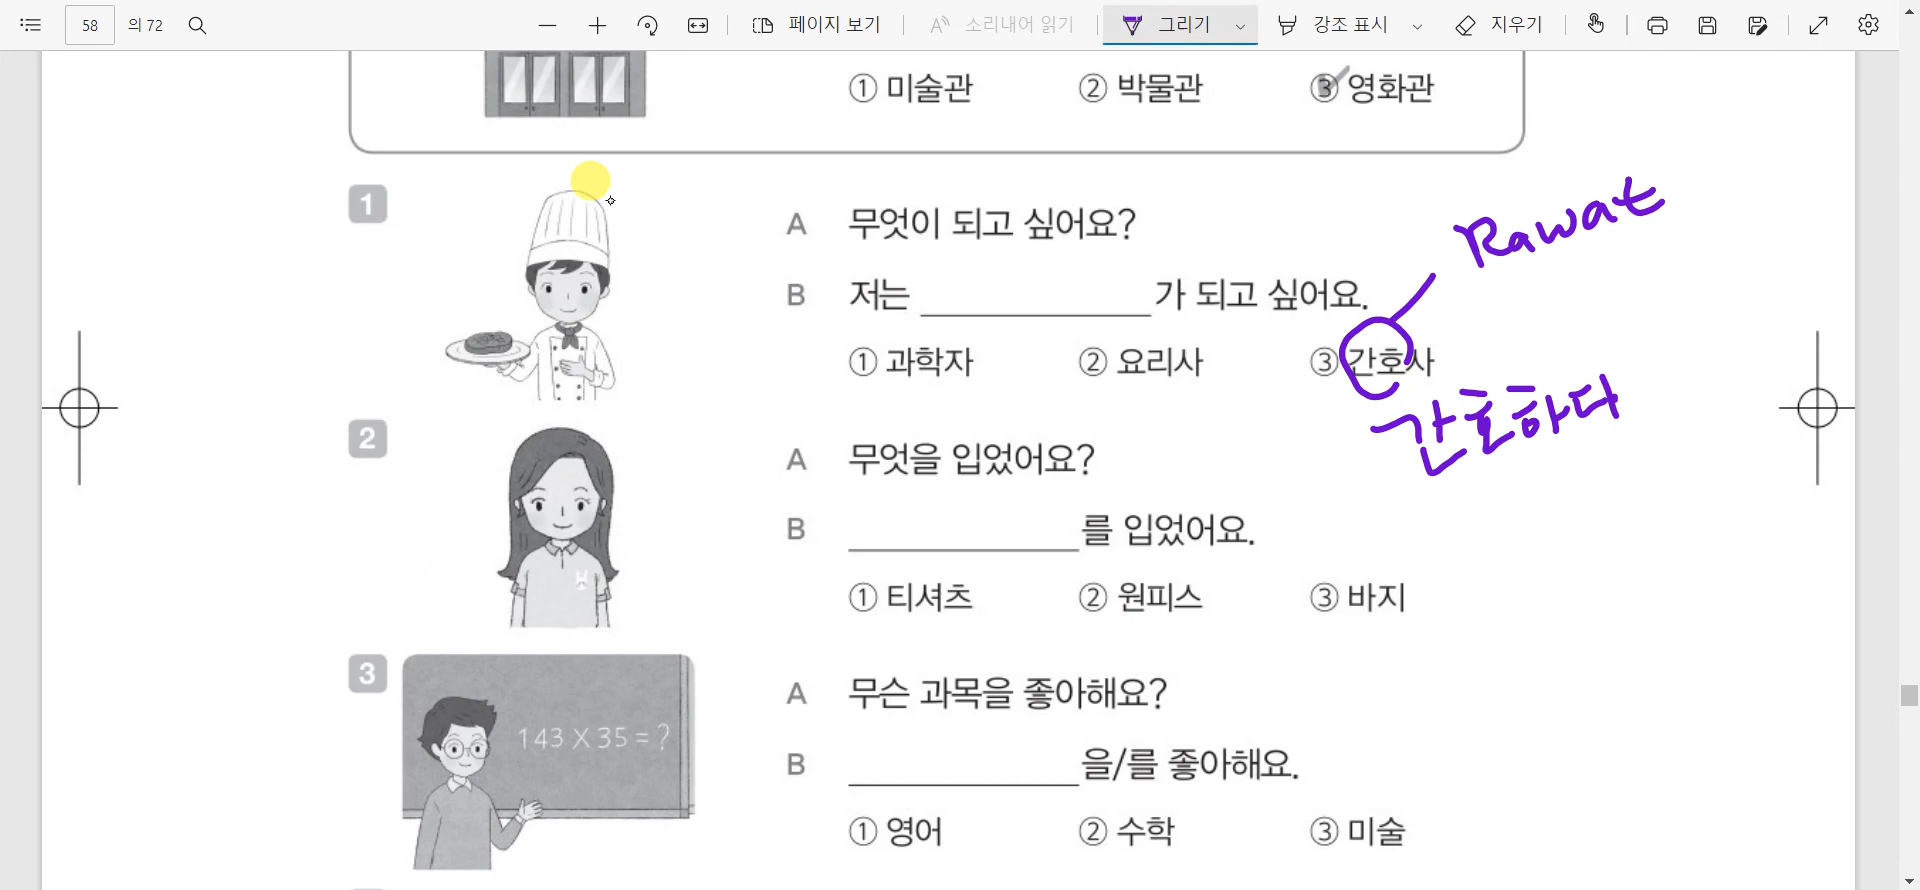 58 의 72 페이지 보기 소리내어 읽기 그리기 강조 표시 지우기
① 미술관 ② 박물관 ③ 영화관
1
A 무엇이 되고 싶어요?
Rawat
B 저는 ______ 가 되고 싶어요.
① 과학자 ② 요리사 ③ 간호사
간호하다
2
A 무엇을 입었어요?
B ______ 를 입었어요.
① 티셔츠 ② 원피스 ③ 바지
3
143 X 35 = ?
A 무슨 과목을 좋아해요?
B ______ 을/를 좋아해요.
① 영어 ② 수학 ③ 미술